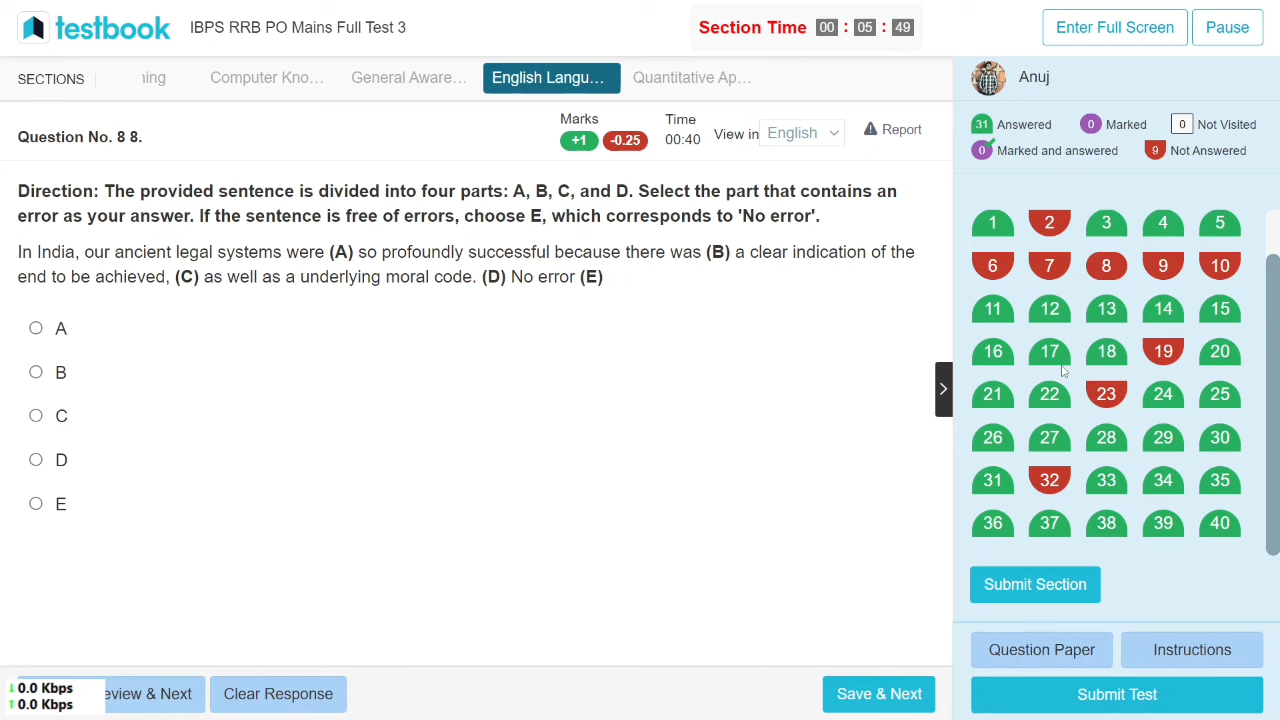 testbook
IBPS RRB PO Mains Full Test 3
Section Time 00 : 05 : 49
Enter Full Screen
Pause
SECTIONS
ning
Computer Kno...
General Aware...
English Langu...
Quantitative Ap...
Anuj
Question No. 8 8.
Marks
+1 -0.25
Time
00:40
View in English
Report
31 Answered
0 Marked
0 Not Visited
0 Marked and answered
9 Not Answered
Direction: The provided sentence is divided into four parts: A, B, C, and D. Select the part that contains an
error as your answer. If the sentence is free of errors, choose E, which corresponds to 'No error'.
In India, our ancient legal systems were (A) so profoundly successful because there was (B) a clear indication of the
end to be achieved, (C) as well as a underlying moral code. (D) No error (E)
A
B
C
D
E
1 2 3 4 5
6 7 8 9 10
11 12 13 14 15
16 17 18 19 20
21 22 23 24 25
26 27 28 29 30
31 32 33 34 35
36 37 38 39 40
Submit Section
Question Paper
Instructions
Submit Test
0.0 Kbps
0.0 Kbps
eview & Next
Clear Response
Save & Next